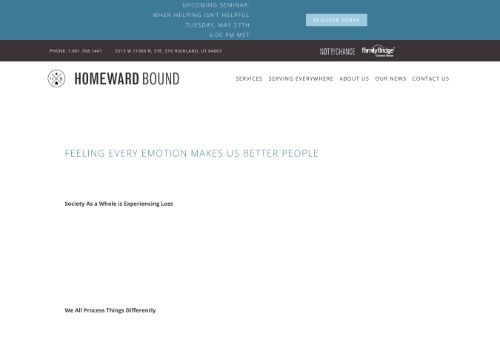 UPCOMING SEMINAR:
WHEN HELPING ISN'T HELPFUL
TUESDAY, MAY 27TH
6:00 PM MST
REGISTER TODAY
PHONE: 1.801.768.1441
5513 W 11000 N, STE. 316 HIGHLAND, UT 84003
NOT BY CHANCE
FamilyBridge
HOMEWARD BOUND
SERVICES
SERVING EVERYWHERE
ABOUT US
OUR NEWS
CONTACT US
FEELING EVERY EMOTION MAKES US BETTER PEOPLE
Society As a Whole is Experiencing Loss
We All Process Things Differently